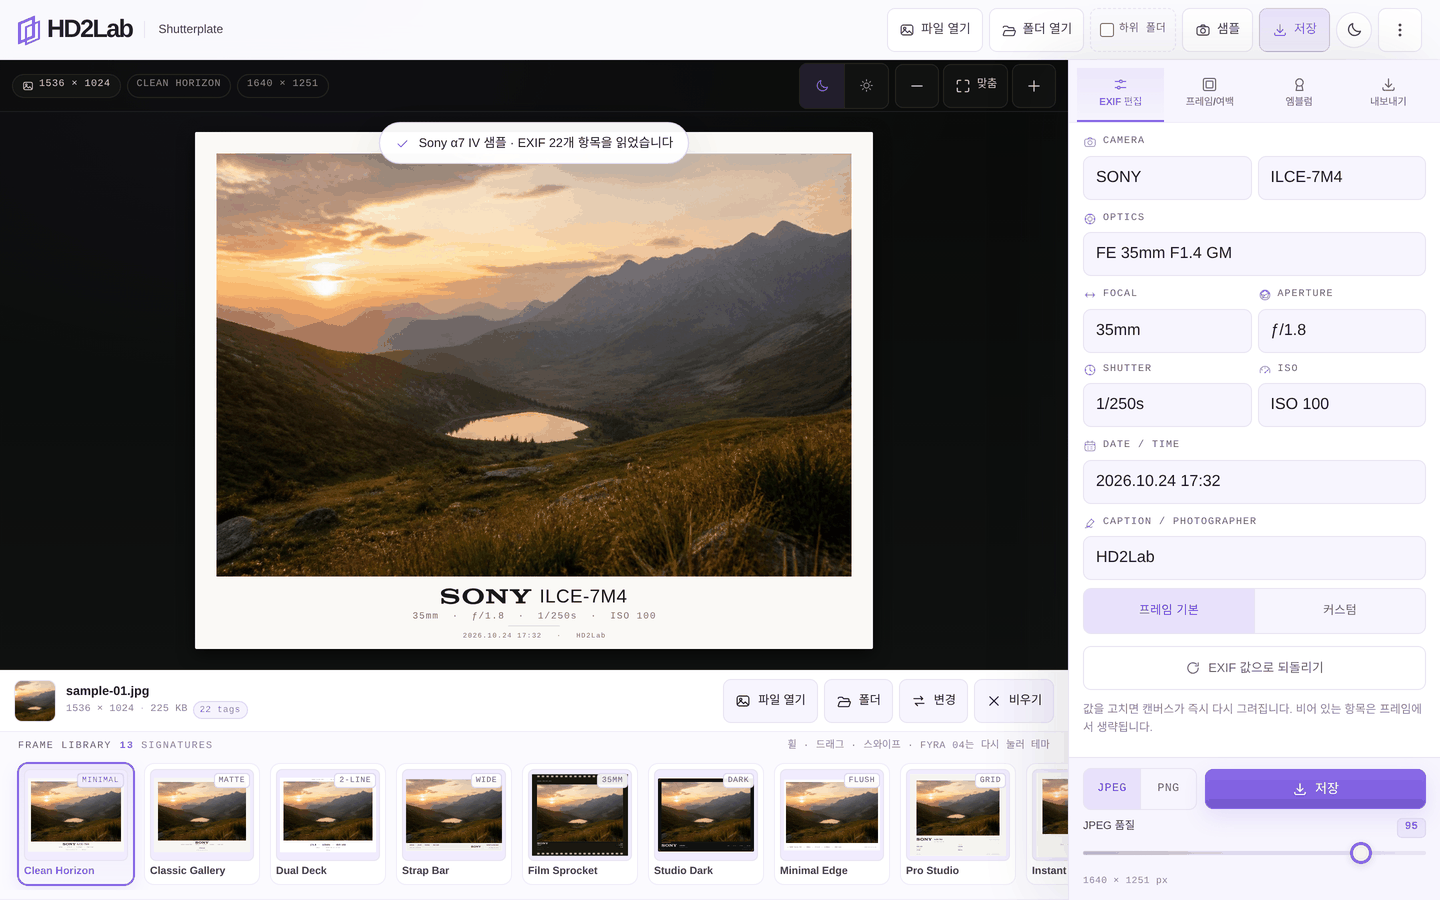 HD2Lab
Shutterplate
파일 열기
폴더 열기
하위 폴더
샘플
저장
1536 × 1024
CLEAN HORIZON
1640 × 1251
맞춤
Sony α7 IV 샘플 · EXIF 22개 항목을 읽었습니다
SONY ILCE-7M4
35mm · ƒ/1.8 · 1/250s · ISO 100
2026.10.24 17:32 · HD2Lab
sample-01.jpg
1536 × 1024 · 225 KB
22 tags
파일 열기
폴더
변경
비우기
FRAME LIBRARY 13 SIGNATURES
휠 · 드래그 · 스와이프 · FYRA 04는 다시 눌러 테마
MINIMAL
Clean Horizon
MATTE
Classic Gallery
2-LINE
Dual Deck
WIDE
Strap Bar
35MM
Film Sprocket
DARK
Studio Dark
FLUSH
Minimal Edge
GRID
Pro Studio
Instant
EXIF 편집
프레임/여백
엠블럼
내보내기
CAMERA
SONY
ILCE-7M4
OPTICS
FE 35mm F1.4 GM
FOCAL
APERTURE
35mm
ƒ/1.8
SHUTTER
ISO
1/250s
ISO 100
DATE / TIME
2026.10.24 17:32
CAPTION / PHOTOGRAPHER
HD2Lab
프레임 기본
커스텀
EXIF 값으로 되돌리기
값을 고치면 캔버스가 즉시 다시 그려집니다. 비어 있는 항목은 프레임에
서 생략됩니다.
JPEG
PNG
저장
JPEG 품질
95
1640 × 1251 px